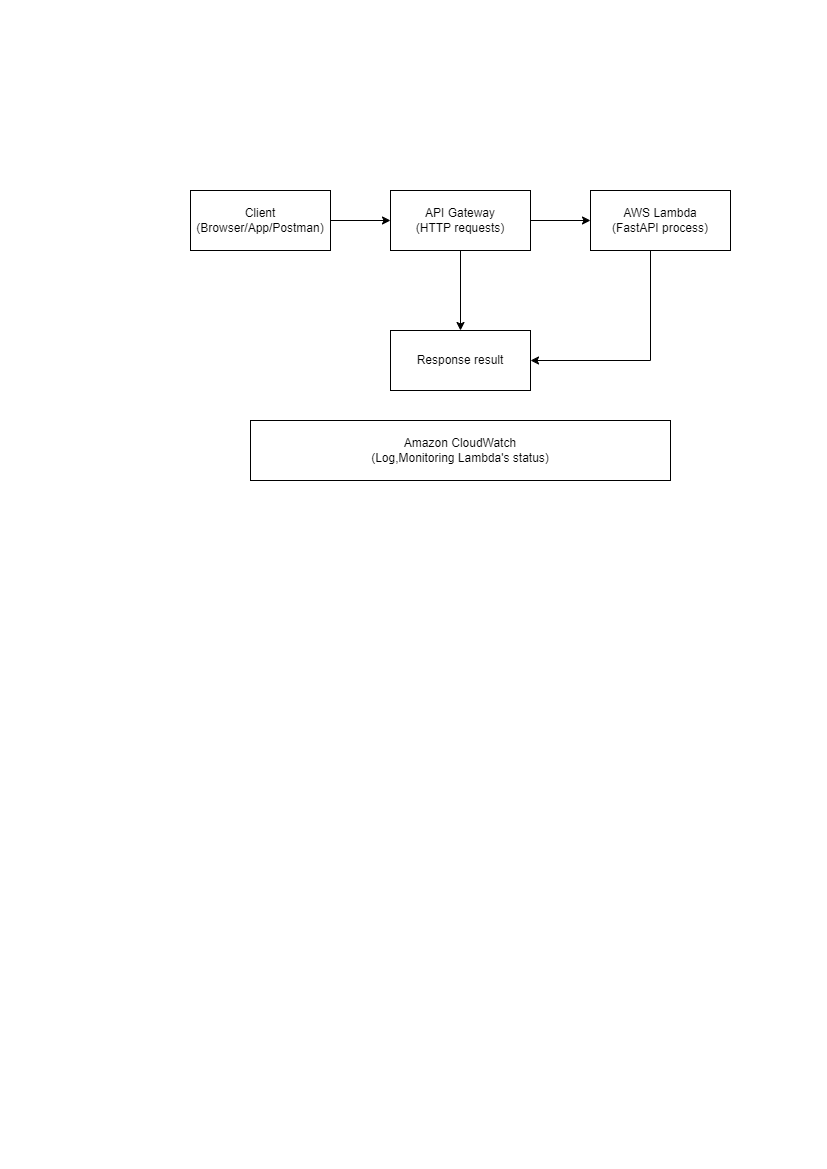 Client
(Browser/App/Postman)
API Gateway
(HTTP requests)
AWS Lambda
(FastAPI process)
Response result
Amazon CloudWatch
(Log,Monitoring Lambda's status)